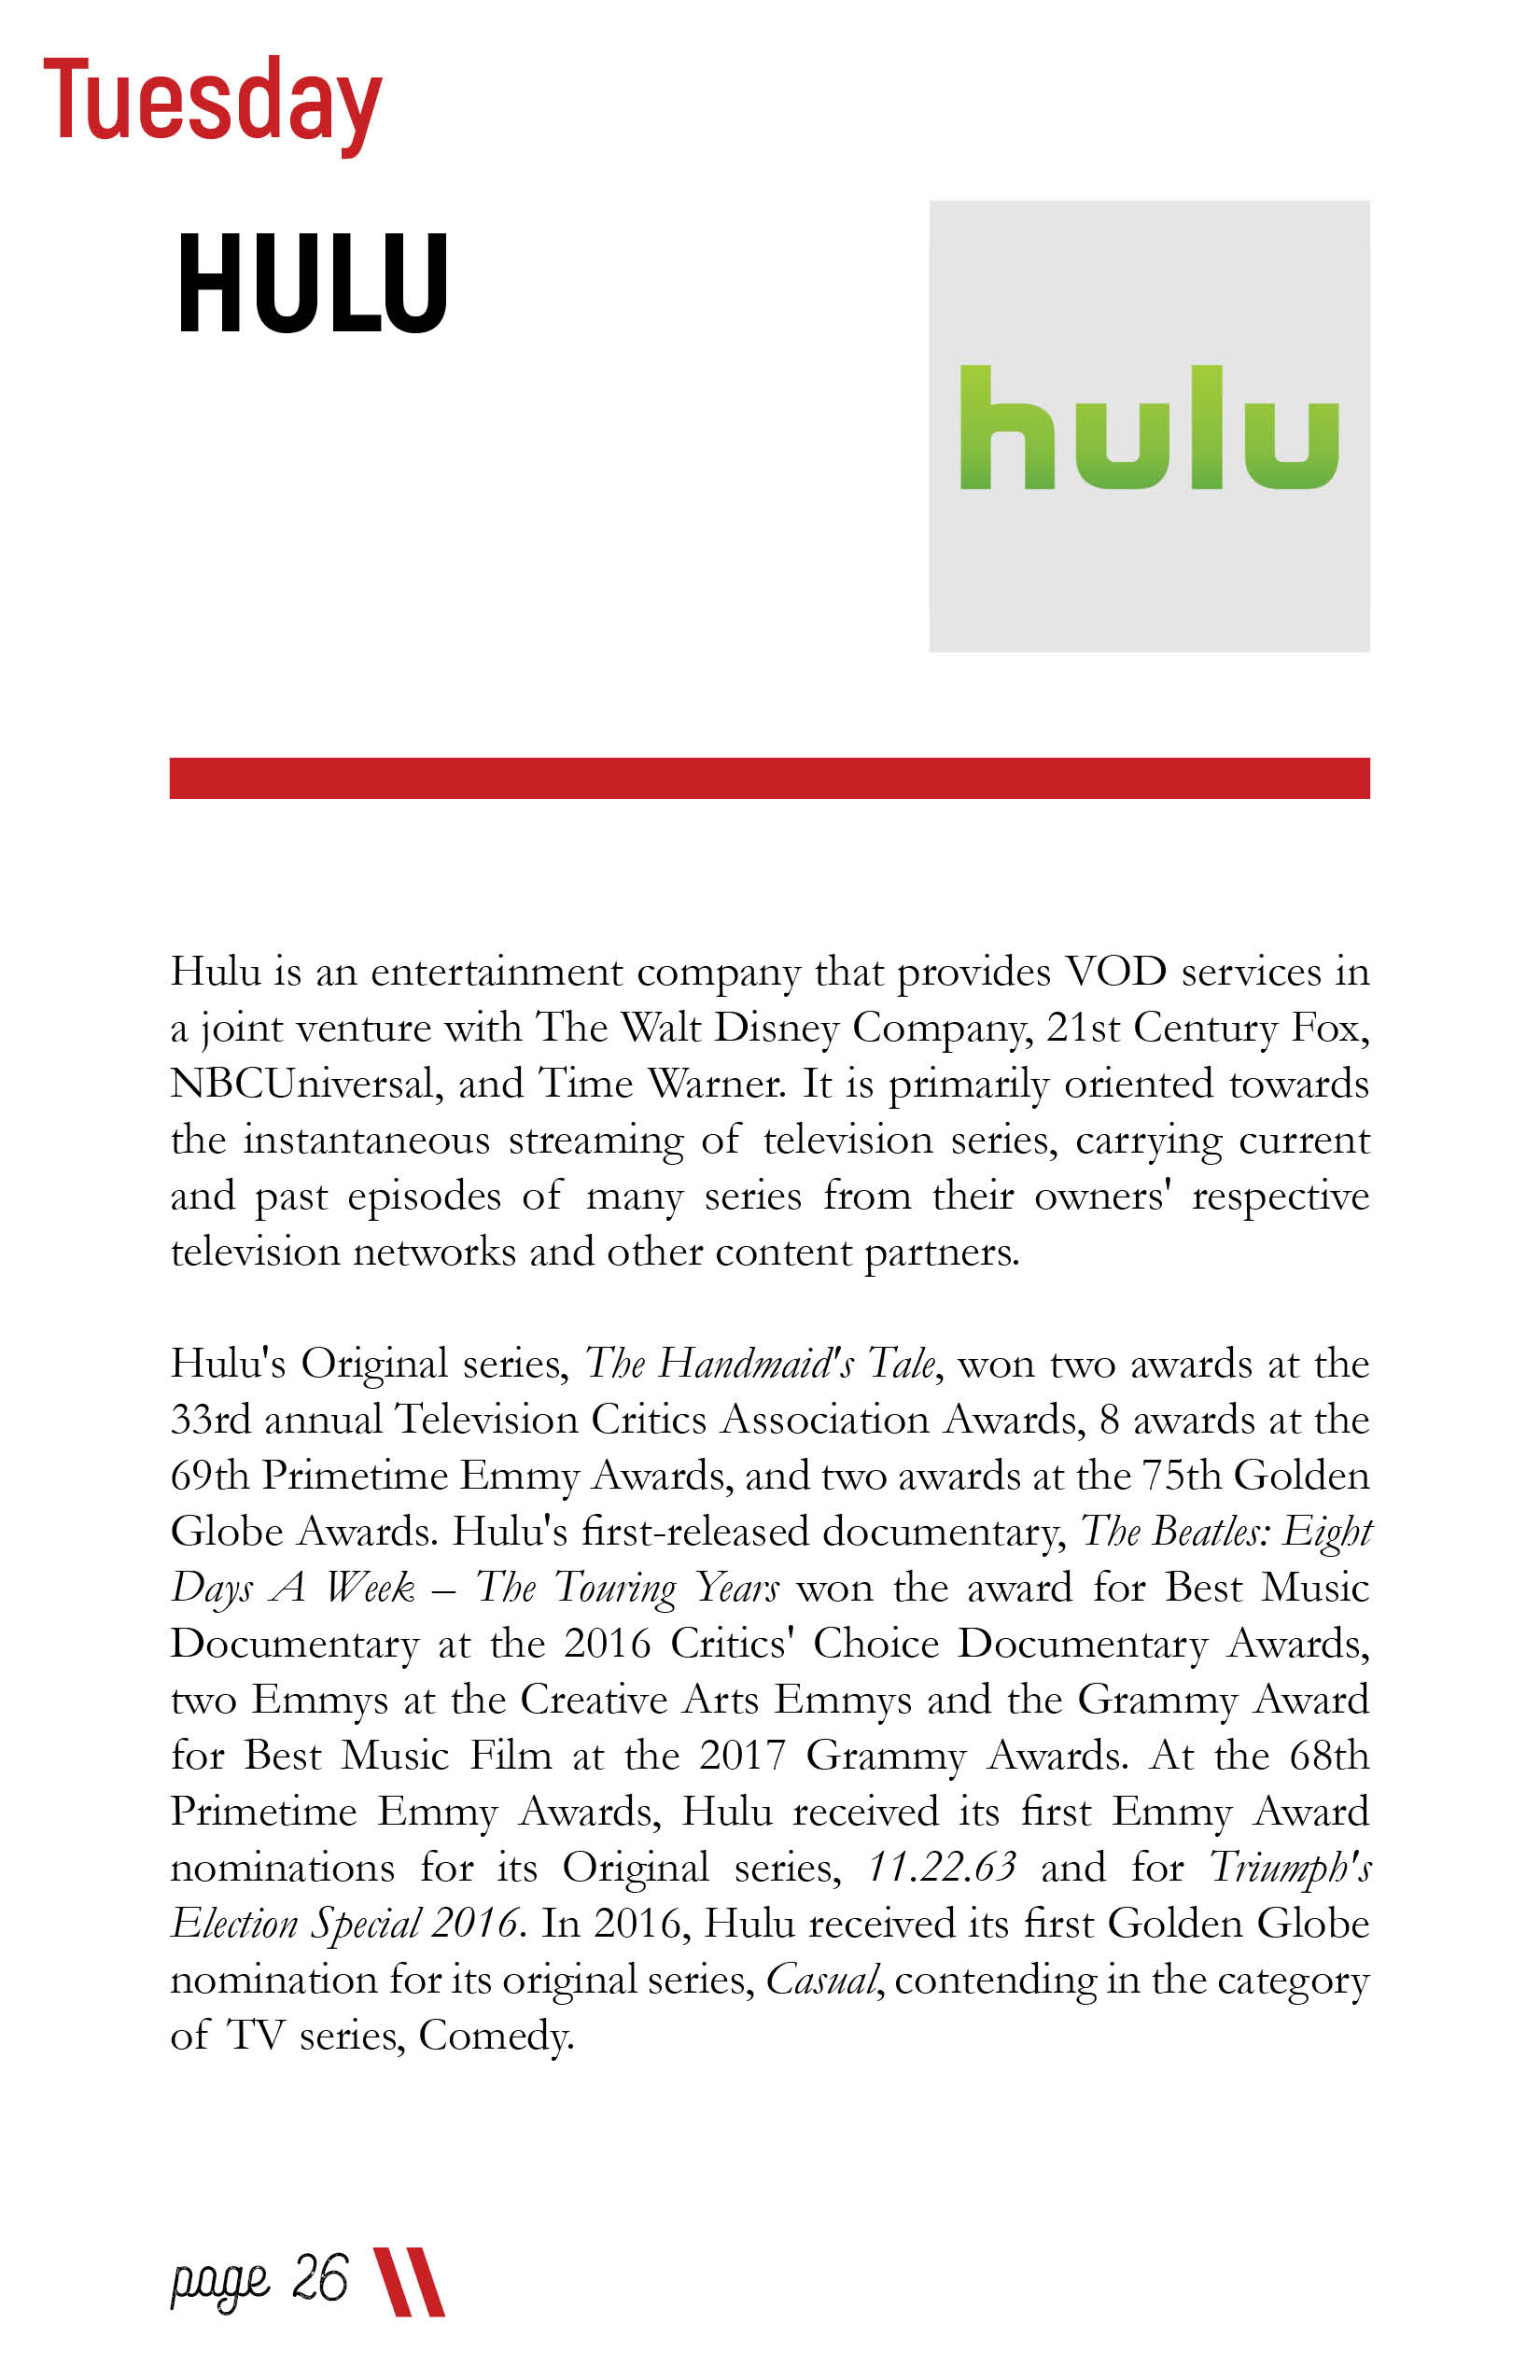 Tuesday
HULU
hulu
Hulu is an entertainment company that provides VOD services in
a joint venture with The Walt Disney Company, 21st Century Fox,
NBCUniversal, and Time Warner. It is primarily oriented towards
the instantaneous streaming of television series, carrying current
and past episodes of many series from their owners' respective
television networks and other content partners.
Hulu's Original series, The Handmaid's Tale, won two awards at the
33rd annual Television Critics Association Awards, 8 awards at the
69th Primetime Emmy Awards, and two awards at the 75th Golden
Globe Awards. Hulu's first-released documentary, The Beatles: Eight
Days A Week – The Touring Years won the award for Best Music
Documentary at the 2016 Critics' Choice Documentary Awards,
two Emmys at the Creative Arts Emmys and the Grammy Award
for Best Music Film at the 2017 Grammy Awards. At the 68th
Primetime Emmy Awards, Hulu received its first Emmy Award
nominations for its Original series, 11.22.63 and for Triumph's
Election Special 2016. In 2016, Hulu received its first Golden Globe
nomination for its original series, Casual, contending in the category
of TV series, Comedy.
page 26